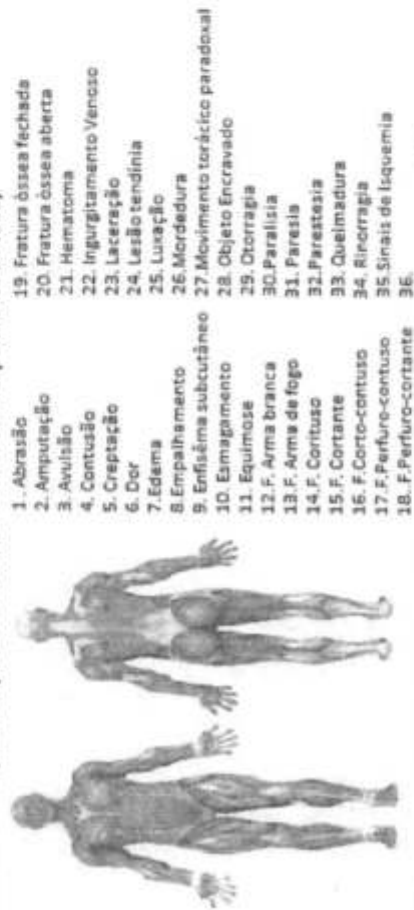 1. Abrasão
2. Amputação
3. Avulsão
4. Contusão
5. Creptação
6. Dor
7.Edema
8.Empalhamento
9. Enfisêma subcutâneo
10. Esmagamento
11. Equimose
12.F. Arma branca
13.F. Arma de fogo
14.F. Corituso
15.F. Cortante
16. F.Corto-contuso
17.F.Perfuro-contuso
18. F.Perfuro-cortante
19. Fratura òssea fechada
20. Fratura òssea aberta
21. Hematoma
22. Ingurgitamento Venoso
23. Laceração
24. Lesão tendínia
25. Luxação
26.Mordedura
27.Movimento torácico paradoxal
28. Objeto Encravado
29. Otorragia
30.Paralisia
31. Paresia
32.Parestesia
33. Queimadura
34. Rinorragia
35.Sinais de Isquemia
36.